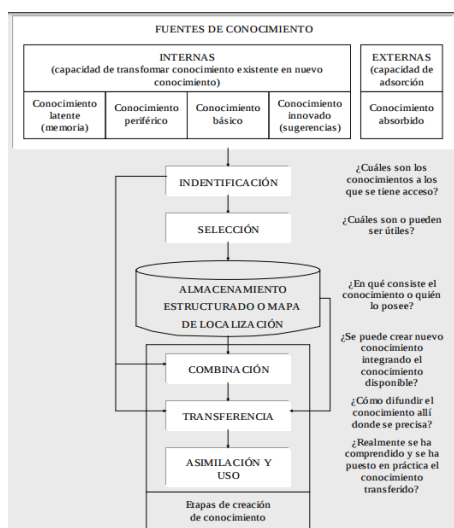 FUENTES DE CONOCIMIENTO
INTERNAS
(capacidad de transformar conocimiento existente en nuevo
conocimiento)
EXTERNAS
(capacidad de
adsorción
Conocimiento
latente
(memoria)
Conocimiento
periférico
Conocimiento
básico
Conocimiento
innovado
(sugerencias)
Conocimiento
absorbido
INDENTIFICACIÓN
¿Cuáles son los
conocimientos a los
que se tiene acceso?
SELECCIÓN
¿Cuáles son o pueden
ser útiles?
ALMACENAMIENTO
ESTRUCTURADO O MAPA
DE LOCALIZACIÓN
¿En qué consiste el
conocimiento o quién
lo posee?
COMBINACIÓN
¿Se puede crear nuevo
conocimiento
integrando el
conocimiento
disponible?
TRANSFERENCIA
¿Cómo difundir el
conocimiento allí
donde se precisa?
ASIMILACIÓN Y
USO
¿Realmente se ha
comprendido y se ha
puesto en práctica el
conocimiento
transferido?
Etapas de creación
de conocimiento